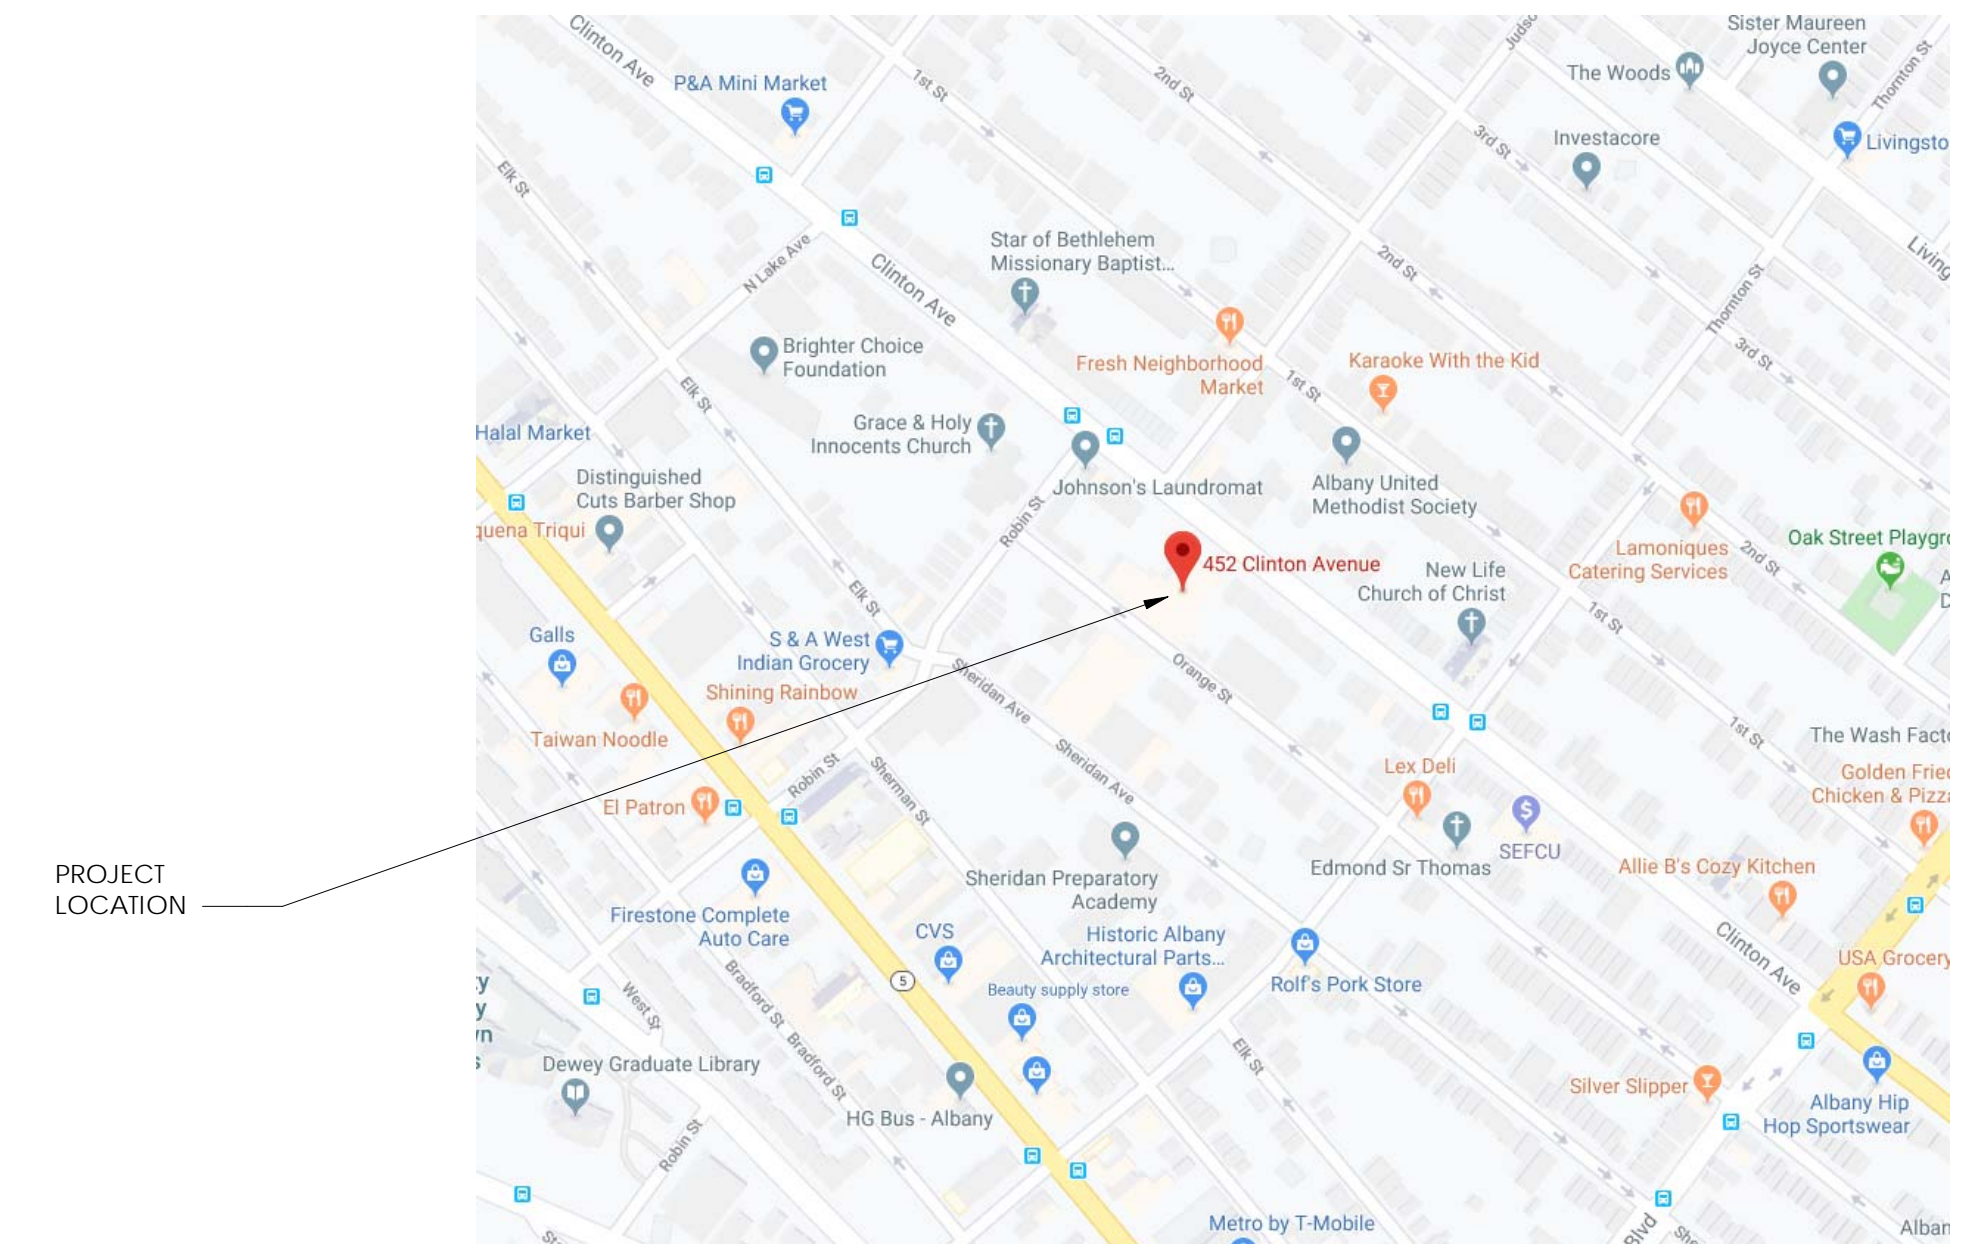 Clinton Ave
P&A Mini Market
1st St
2nd St
Sister Maureen
Joyce Center
The Woods
Thornton St
3rd St
Investacore
Elk St
N Lake Ave
Clinton Ave
Star of Bethlehem
Missionary Baptist...
2nd St
Thornton St
Brighter Choice
Foundation
Fresh Neighborhood
Market
Karaoke With the Kid
1st St
3rd St
Elk St
Grace & Holy
Innocents Church
Halal Market
Distinguished
Cuts Barber Shop
Johnson's Laundromat
Albany United
Methodist Society
Robin St
Triqui
452 Clinton Avenue
New Life
Church of Christ
Lamoniques
Catering Services
2nd St
Oak Street
Elk St
1st St
Galls
S & A West
Indian Grocery
Sheridan Ave
Orange St
Shining Rainbow
Taiwan Noodle
1st St
The Wash
Sheridan Ave
Lex Deli
Golden
Chicken &
Robin St
Sherman St
El Patron
SEFCU
Edmond Sr Thomas
Allie B's Cozy Kitchen
PROJECT
LOCATION
Sheridan Preparatory
Academy
Firestone Complete
Auto Care
CVS
Historic Albany
Architectural Parts...
Clinton Ave
USA Grocery
5
Beauty supply store
Rolf's Pork Store
Bradford St
West St
Dewey Graduate Library
Bradford St
Elk St
HG Bus - Albany
Silver Slipper
Albany Hip
Hop Sportswear
Robin St
Metro by T-Mobile
Blvd